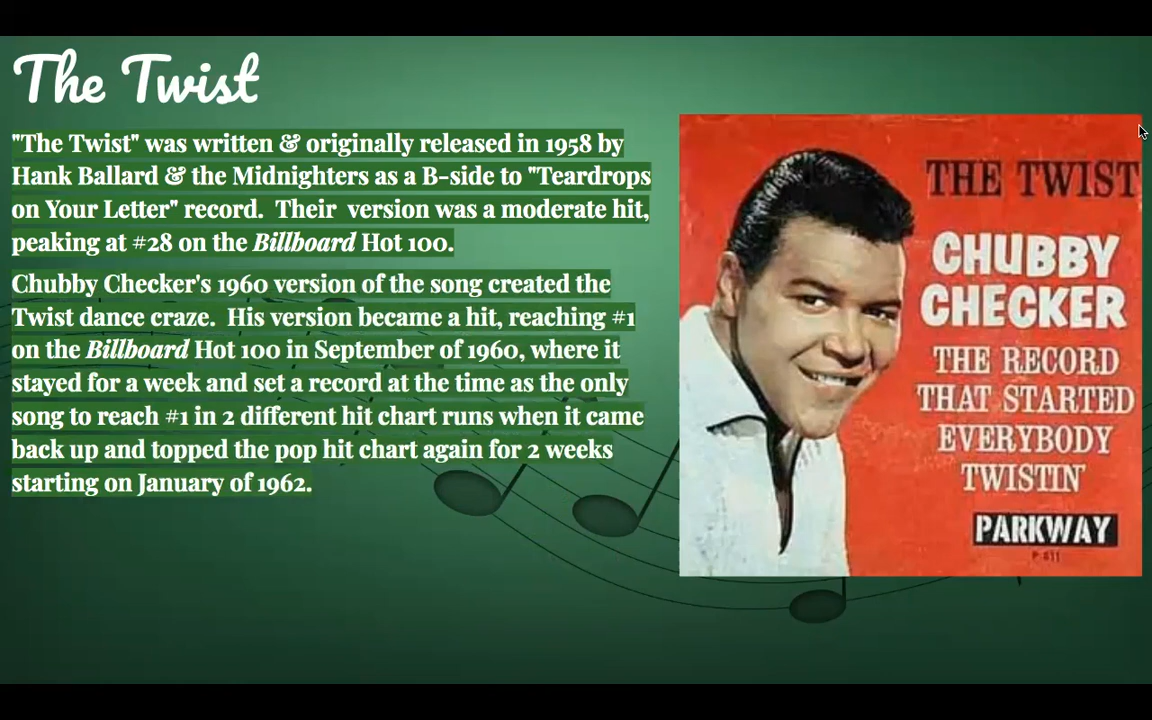 The Twist
"The Twist" was written & originally released in 1958 by
Hank Ballard & the Midnighters as a B-side to "Teardrops
on Your Letter" record.  Their  version was a moderate hit,
peaking at #28 on the Billboard Hot 100.
Chubby Checker's 1960 version of the song created the
Twist dance craze.  His version became a hit, reaching #1
on the Billboard Hot 100 in September of 1960, where it
stayed for a week and set a record at the time as the only
song to reach #1 in 2 different hit chart runs when it came
back up and topped the pop hit chart again for 2 weeks
starting on January of 1962.
THE TWIST
CHUBBY
CHECKER
THE RECORD
THAT STARTED
EVERYBODY
TWISTIN'
PARKWAY
P 811